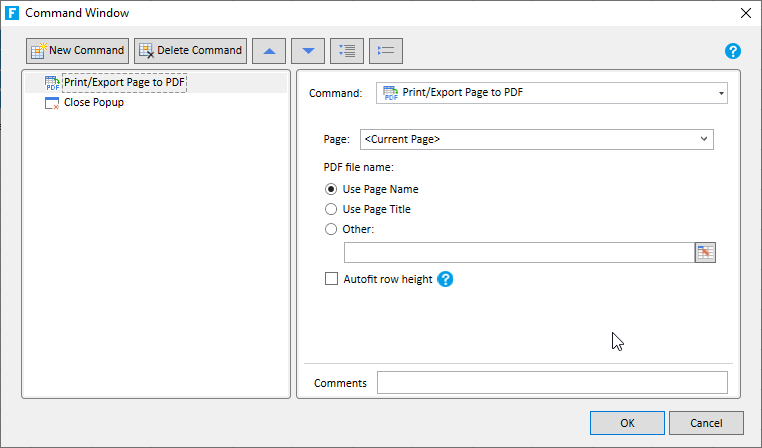 F Command Window
New Command Delete Command ?
PDF Print/Export Page to PDF
Close Popup
Command: PDF Print/Export Page to PDF
Page: <Current Page>
PDF file name:
Use Page Name
Use Page Title
Other:
Autofit row height ?
Comments
OK Cancel